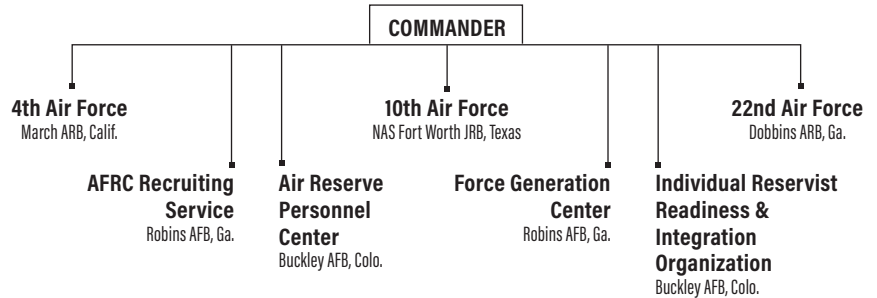 COMMANDER
4th Air Force
March ARB, Calif.
10th Air Force
NAS Fort Worth JRB, Texas
22nd Air Force
Dobbins ARB, Ga.
AFRC Recruiting
Service
Robins AFB, Ga.
Air Reserve
Personnel
Center
Buckley AFB, Colo.
Force Generation
Center
Robins AFB, Ga.
Individual Reservist
Readiness &
Integration
Organization
Buckley AFB, Colo.